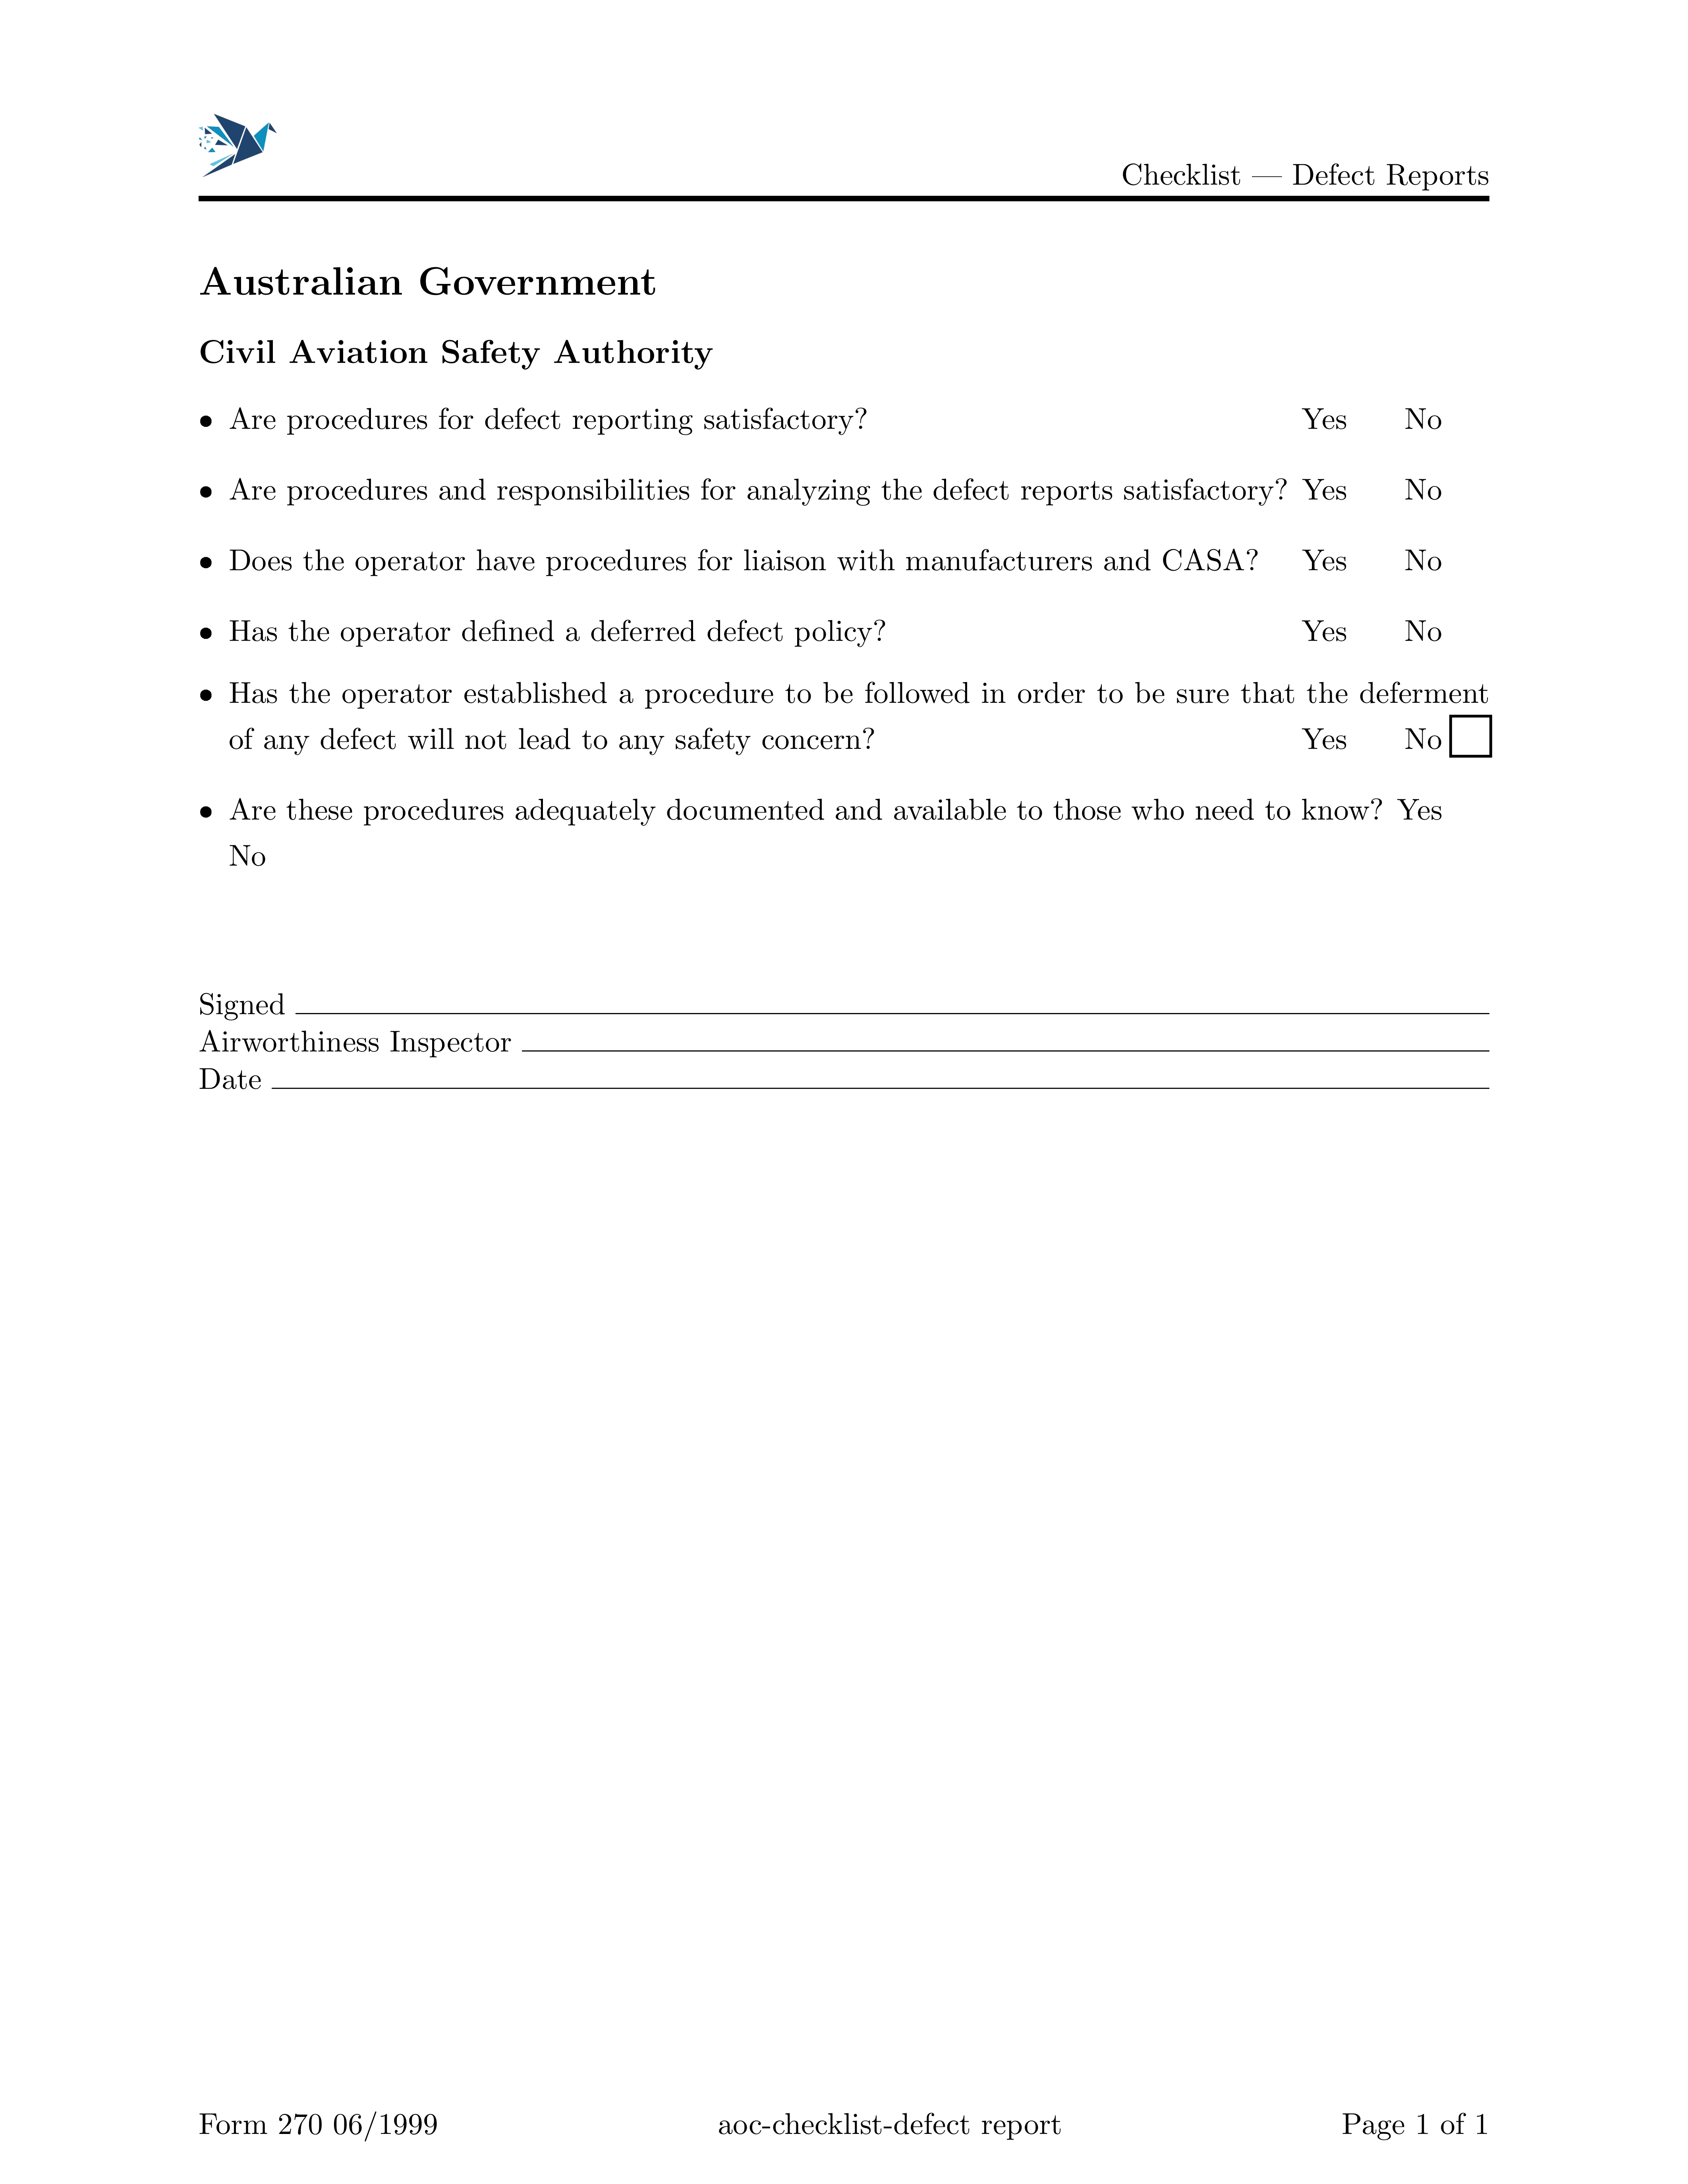 Checklist — Defect Reports
Australian Government
Civil Aviation Safety Authority
• Are procedures for defect reporting satisfactory? Yes No
• Are procedures and responsibilities for analyzing the defect reports satisfactory? Yes No
• Does the operator have procedures for liaison with manufacturers and CASA? Yes No
• Has the operator defined a deferred defect policy? Yes No
• Has the operator established a procedure to be followed in order to be sure that the deferment
of any defect will not lead to any safety concern? Yes No
• Are these procedures adequately documented and available to those who need to know? Yes
No
Signed
Airworthiness Inspector
Date
Form 270 06/1999 aoc-checklist-defect report Page 1 of 1